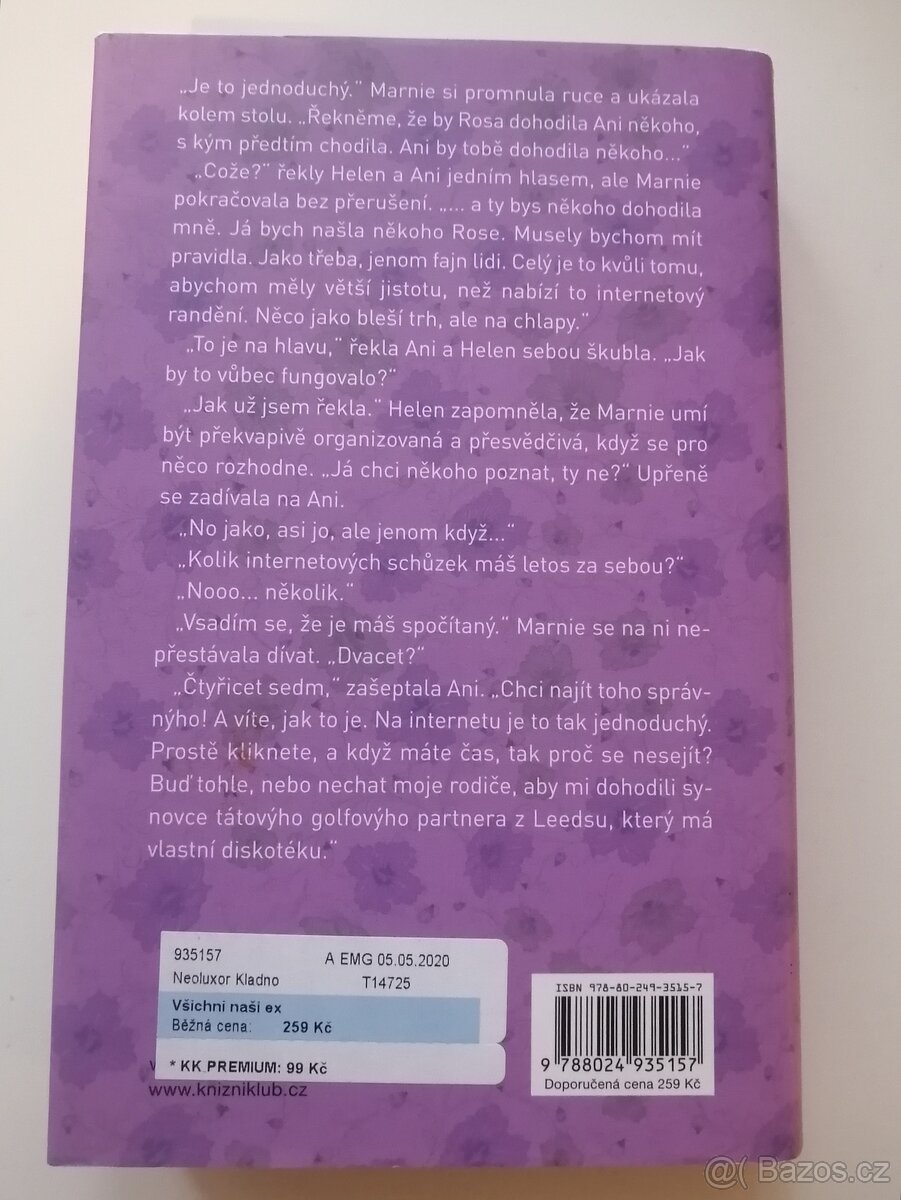 „Je to jednoduchý.“ Marnie si promnula ruce a ukázala
kolem stolu. „Řekněme, že by Rosa dohodila Ani někoho,
s kým předtím chodila. Ani by tobě dohodila někoho...“
„Cože?“ řekly Helen a Ani jedním hlasem, ale Marnie
pokračovala bez přerušení. „... a ty bys někoho dohodila
mně. Já bych našla někoho Rose. Musely bychom mít
pravidla. Jako třeba, jenom fajn lidi. Celý je to kvůli tomu,
abychom měly větší jistotu, než nabízí to internetový
randění. Něco jako bleší trh, ale na chlapy.“
„To je na hlavu,“ řekla Ani a Helen sebou škubla. „Jak
by to vůbec fungovalo?“
„Jak už jsem řekla.“ Helen zapomněla, že Marnie umí
být překvapivě organizovaná a přesvědčivá, když se pro
něco rozhodne. „Já chci někoho poznat, ty ne?“ Upřeně
se zadívala na Ani.
„No jako, asi jo, ale jenom když...“
„Kolik internetových schůzek máš letos za sebou?“
„Nooo... několik.“
„Vsadím se, že je máš spočítaný.“ Marnie se na ni ne-
přestávala dívat. „Dvacet?“
„Čtyřicet sedm,“ zašeptala Ani. „Chci najít toho správ-
nýho! A víte, jak to je. Na internetu je to tak jednoduchý.
Prostě kliknete, a když máte čas, tak proč se nesejít?
Buď tohle, nebo nechat moje rodiče, aby mi dohodili sy-
novce tátovýho golfovýho partnera z Leedsu, který má
vlastní diskotéku.“
935157 A EMG 05.05.2020
Neoluxor Kladno T14725
Všichni naši ex
Běžná cena: 259 Kč
* KK PREMIUM: 99 Kč
www.knizniklub.cz
ISBN 978-80-249-3515-7
9 788024 935157
Doporučená cena 259 Kč
@( Bazos.cz